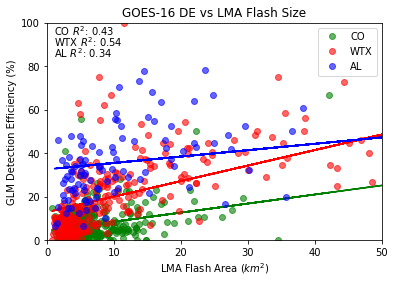 GOES-16 DE vs LMA Flash Size
CO R²: 0.43
WTX R²: 0.54
AL R²: 0.34
CO
WTX
AL
GLM Detection Efficiency (%)
100
80
60
40
20
0
0 10 20 30 40 50
LMA Flash Area (km²)